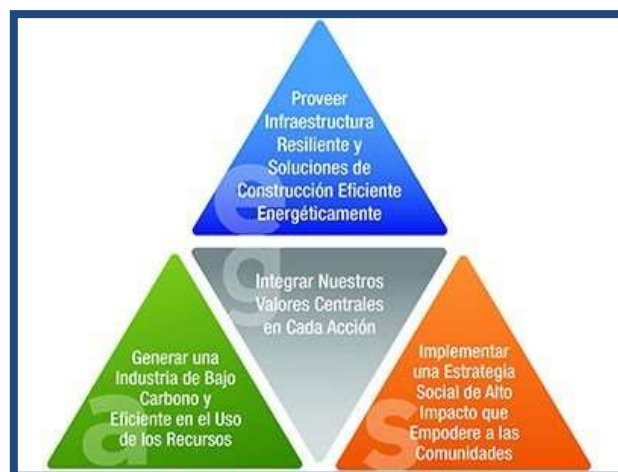 Proveer
Infraestructura
Resiliente y
Soluciones de
Construcción Eficiente
Energéticamente
e
g
Integrar Nuestros
Valores Centrales
en Cada Acción
Generar una
Industria de Bajo
Carbono y
Eficiente en el Uso
De los Recursos
a
Implementar
una Estrategia
Social de Alto
Impacto que
Empodere a las
Comunidades
s